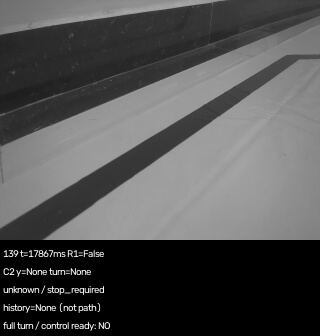 139 t=17867ms R1=False
C2 y=None turn=None
unknown / stop_required
history=None (not path)
full turn / control ready: NO